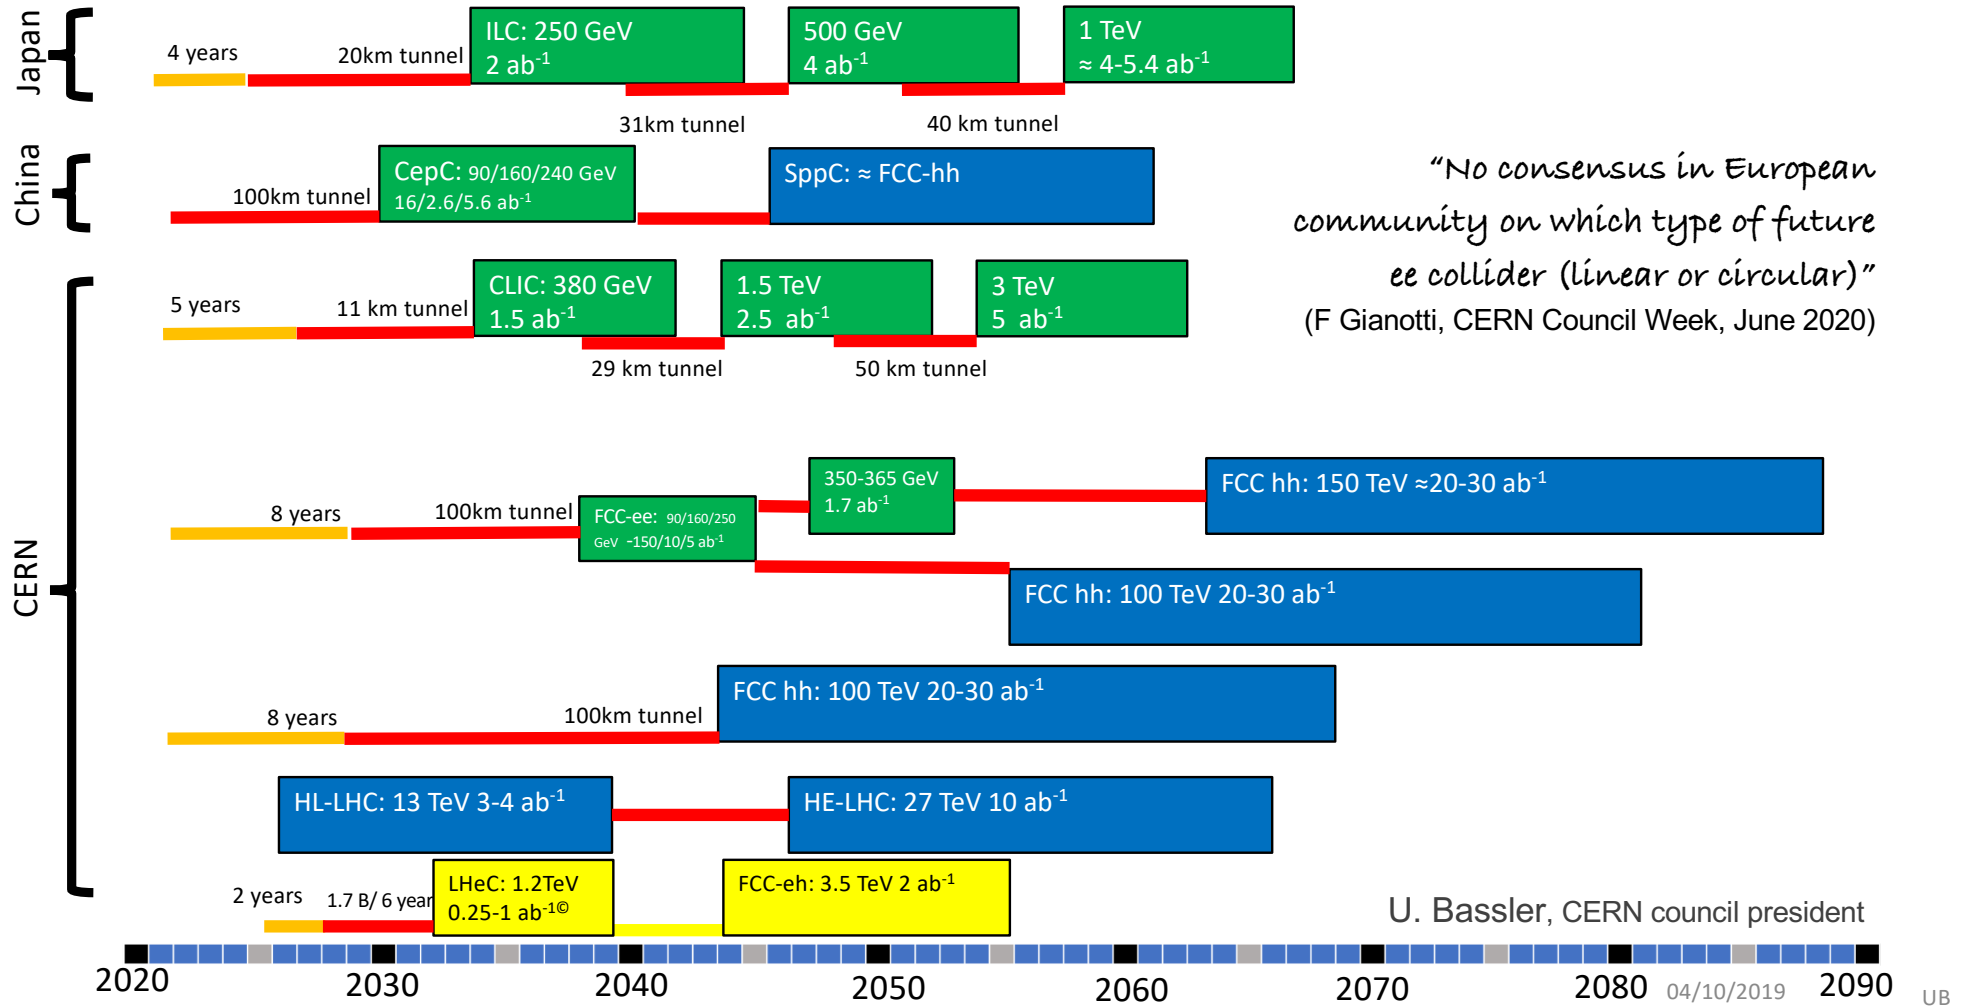 Japan
4 years
20km tunnel
ILC: 250 GeV
2 ab⁻¹
500 GeV
4 ab⁻¹
1 TeV
≈ 4-5.4 ab⁻¹
31km tunnel
40 km tunnel
China
100km tunnel
CepC: 90/160/240 GeV
16/2.6/5.6 ab⁻¹
SppC: ≈ FCC-hh
“No consensus in European
community on which type of future
ee collider (linear or circular)”
(F Gianotti, CERN Council Week, June 2020)
CERN
5 years
11 km tunnel
CLIC: 380 GeV
1.5 ab⁻¹
1.5 TeV
2.5 ab⁻¹
3 TeV
5 ab⁻¹
29 km tunnel
50 km tunnel
8 years
100km tunnel
FCC-ee: 90/160/250
GeV -150/10/5 ab⁻¹
350-365 GeV
1.7 ab⁻¹
FCC hh: 150 TeV ≈20-30 ab⁻¹
FCC hh: 100 TeV 20-30 ab⁻¹
8 years
100km tunnel
FCC hh: 100 TeV 20-30 ab⁻¹
HL-LHC: 13 TeV 3-4 ab⁻¹
HE-LHC: 27 TeV 10 ab⁻¹
2 years
1.7 B/ 6 year
LHeC: 1.2TeV
0.25-1 ab⁻¹©
FCC-eh: 3.5 TeV 2 ab⁻¹
U. Bassler, CERN council president
2020 2030 2040 2050 2060 2070 2080 2090
04/10/2019
UB